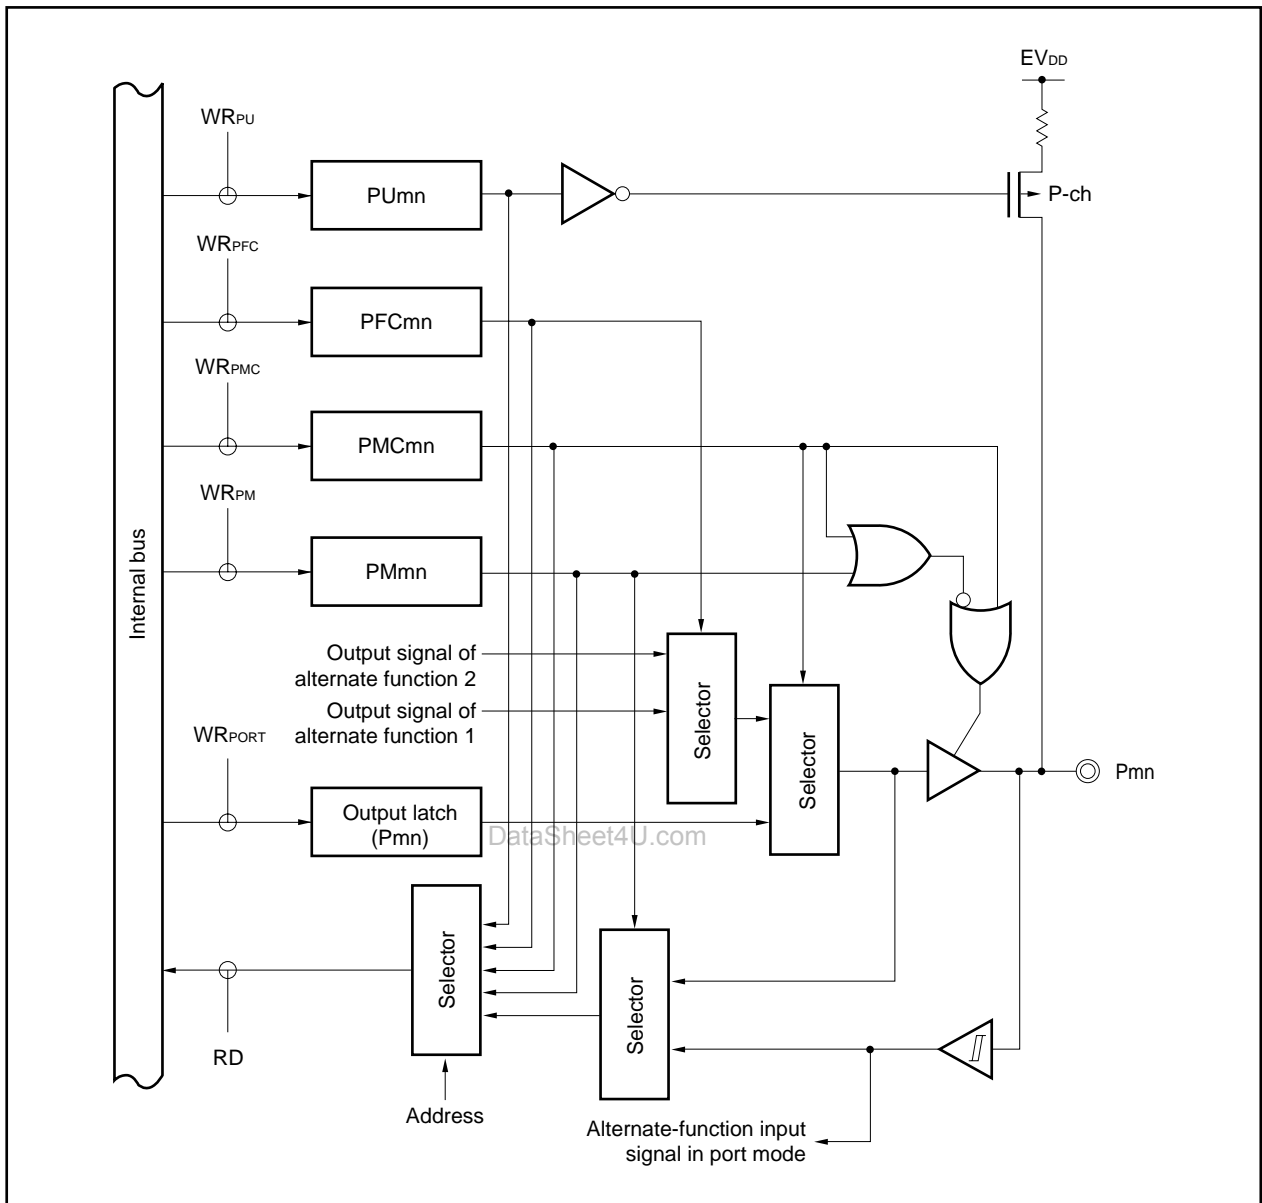 EVDD
WRPU
PUmn
P-ch
WRPFC
PFCmn
WRPMC
PMCmn
WRPM
PMmn
Internal bus
Output signal of
alternate function 2
Output signal of
alternate function 1
Selector
Selector
WRPORT
Output latch
(Pmn)
Pmn
DataSheet4U.com
Selector
Selector
RD
Address
Alternate-function input
signal in port mode